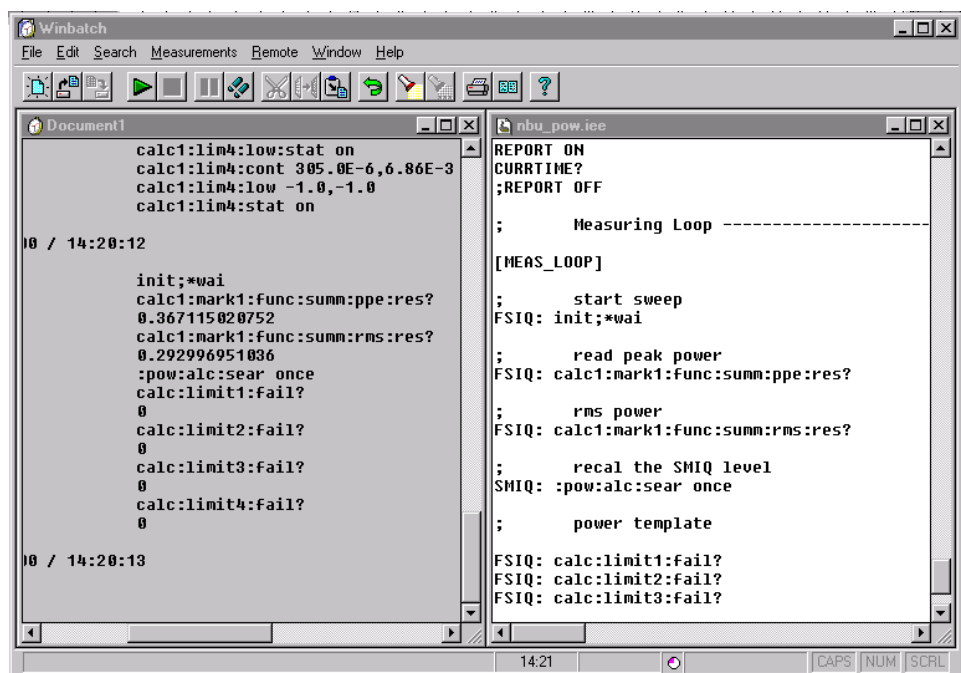 Winbatch
File Edit Search Measurements Remote Window Help
Document1
calc1:lim4:low:stat on
calc1:lim4:cont 305.0E-6,6.86E-3
calc1:lim4:low -1.0,-1.0
calc1:lim4:stat on
00 / 14:20:12
init;*wai
calc1:mark1:func:summ:ppe:res?
0.367115020752
calc1:mark1:func:summ:rms:res?
0.292996951036
:pow:alc:sear once
calc:limit1:fail?
0
calc:limit2:fail?
0
calc:limit3:fail?
0
calc:limit4:fail?
0
00 / 14:20:13
nbu_pow.iee
REPORT ON
CURRTIME?
;REPORT OFF
; Measuring Loop ---------------------
[MEAS_LOOP]
; start sweep
FSIQ: init;*wai
; read peak power
FSIQ: calc1:mark1:func:summ:ppe:res?
; rms power
FSIQ: calc1:mark1:func:summ:rms:res?
; recal the SMIQ level
SMIQ: :pow:alc:sear once
; power template
FSIQ: calc:limit1:fail?
FSIQ: calc:limit2:fail?
FSIQ: calc:limit3:fail?
14:21 CAPS NUM SCRL